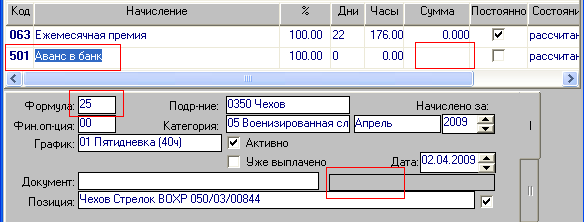 Код Начисление % Дни Часы Сумма Постоянно Состояни
063 Ежемесячная премия 100.00 22 176.00 0.000 рассчитан
501 Аванс в банк 100.00 0 0.00 рассчитан
Формула: 25 Подр-ние: 0350 Чехов Начислено за:
Фин.оп-ция: 00 Категория: 05 Военизированная сл Апрель 2009
График: 01 Пятидневка (40ч) Активно
Уже выплачено Дата: 02.04.2009
Документ:
Позиция: Чехов Стрелок ВОХР 050/03/00844